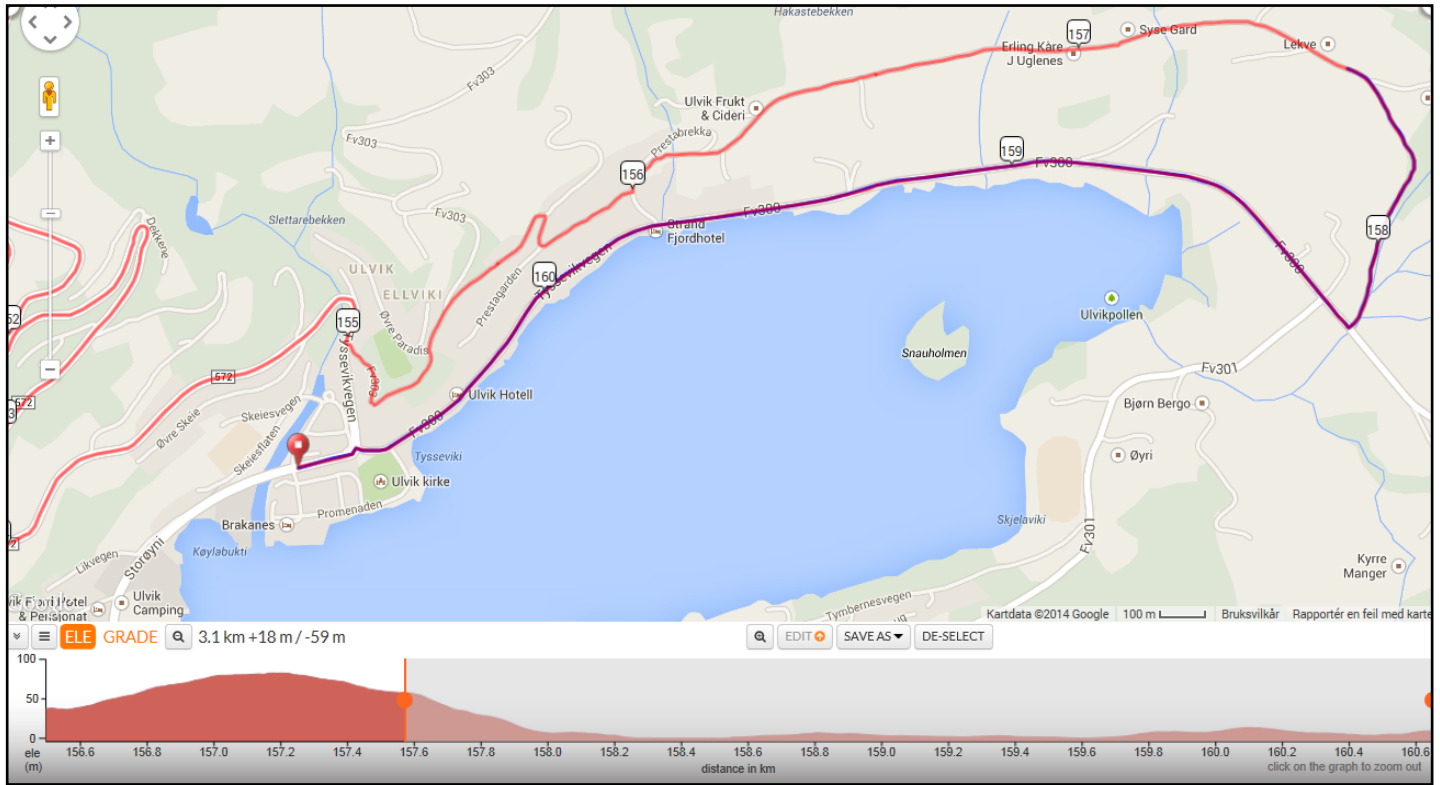 Hakastebekken
157
Syse Gard
Erling Kåre
J Uglenes
Lekve
Fv303
Ulvik Frukt
& Cideri
Prestabrekka
Fv303
159
Fv300
156
Fv303
Slettarebekken
Dekkene
Fv300
Strand
Fjordhotel
158
ULVIK
ELLVIKI
160
Tyssevikvegen
Fv300
Prestagarden
52
155
Øvre Paradis
Ulvikpollen
Tyssevikvegen
Snauholmen
572
Fv303
Fv301
Ulvik Hotell
572
Skeiesvegen
Bjørn Bergo
Øvre Skeie
Fv300
Skeiesflaten
Tysseviki
Øyri
Ulvik kirke
Promenaden
Brakanes
Skjelaviki
Fv301
Køylabukti
Storøyni
Likvegen
Kyrre
Manger
Ulvik
Camping
& Pensjonat
Tymbernesvegen
Kartdata ©2014 Google 100 m Bruksvilkår Rapportér en feil med karte
ELE GRADE 3.1 km +18 m / -59 m EDIT SAVE AS DE-SELECT
100
50
0
ele
(m)
156.6 156.8 157.0 157.2 157.4 157.6 157.8 158.0 158.2 158.4 158.6 158.8 159.0 159.2 159.4 159.6 159.8 160.0 160.2 160.4 160.6
distance in km
click on the graph to zoom out